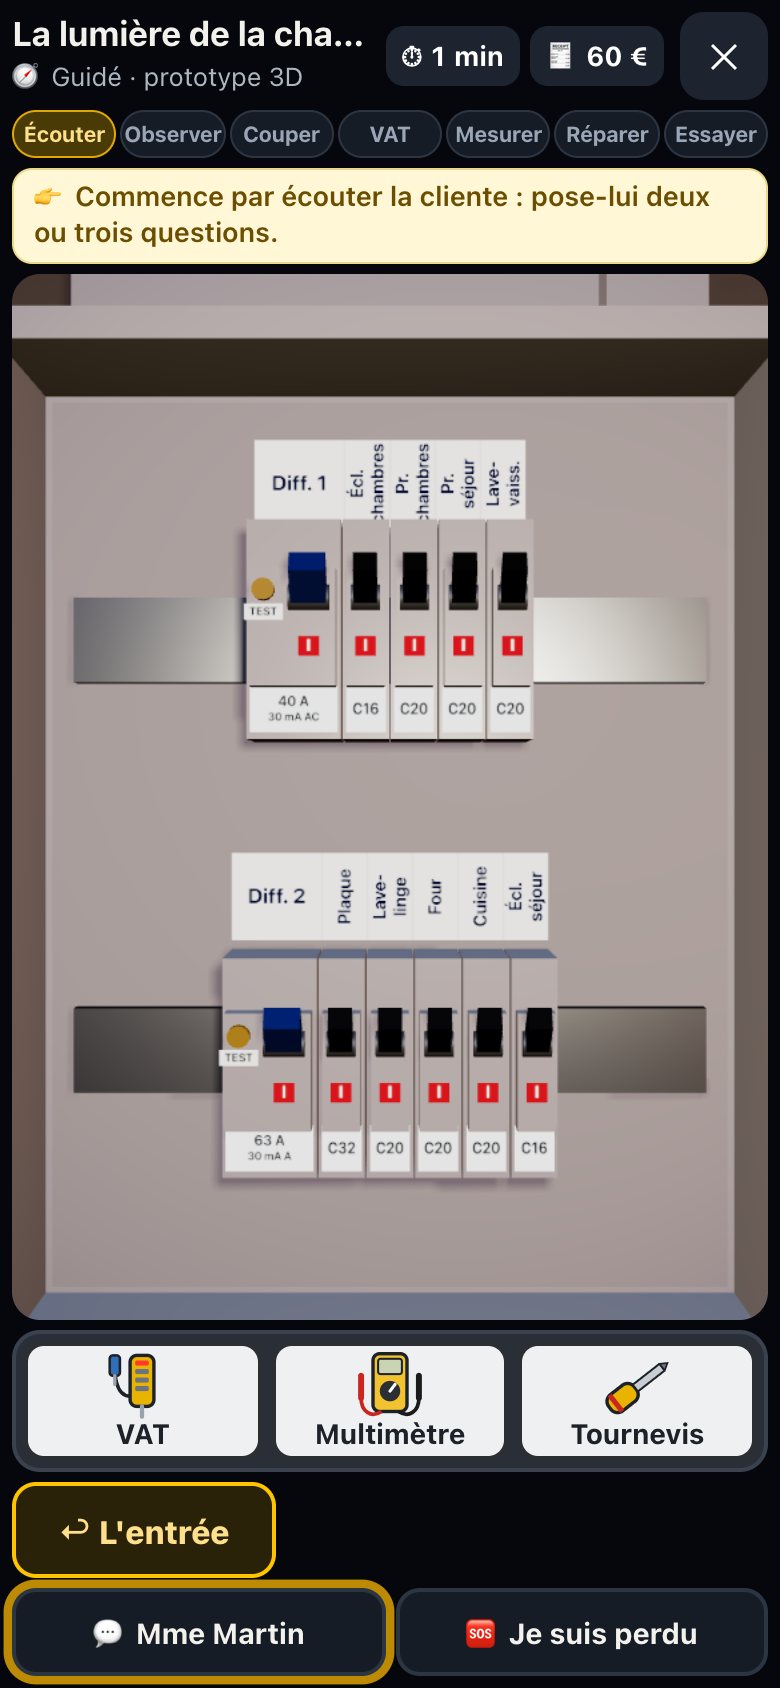 La lumière de la cha...
Guidé · prototype 3D
1 min
60 €
Écouter
Observer
Couper
VAT
Mesurer
Réparer
Essayer
Commence par écouter la cliente : pose-lui deux
ou trois questions.
Diff. 1
Écl.
chambres
Pr.
chambres
Pr.
séjour
Lave-
vaiss.
TEST
40 A
30 mA AC
C16
C20
C20
C20
Diff. 2
Plaque
Lave-
linge
Four
Cuisine
Écl.
séjour
TEST
63 A
30 mA A
C32
C20
C20
C20
C16
VAT
Multimètre
Tournevis
L'entrée
Mme Martin
SOS
Je suis perdu